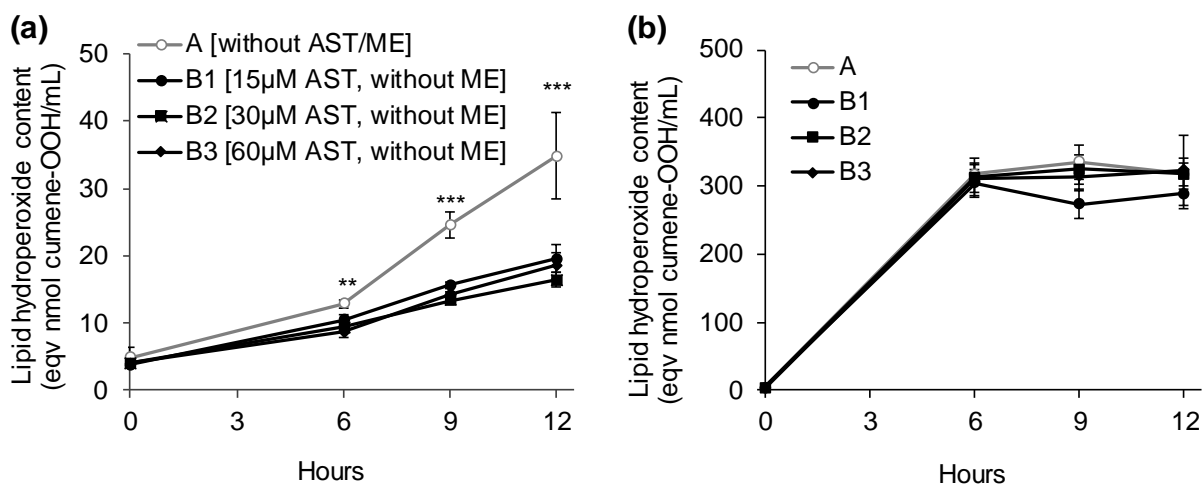 (a)
Lipid hydroperoxide content
(eqv nmol cumene-OOH/mL)
50
40
30
20
10
0
A [without AST/ME]
B1 [15µM AST, without ME]
B2 [30µM AST, without ME]
B3 [60µM AST, without ME]
**
***
***
0 3 6 9 12
Hours
(b)
Lipid hydroperoxide content
(eqv nmol cumene-OOH/mL)
500
400
300
200
100
0
A
B1
B2
B3
0 3 6 9 12
Hours